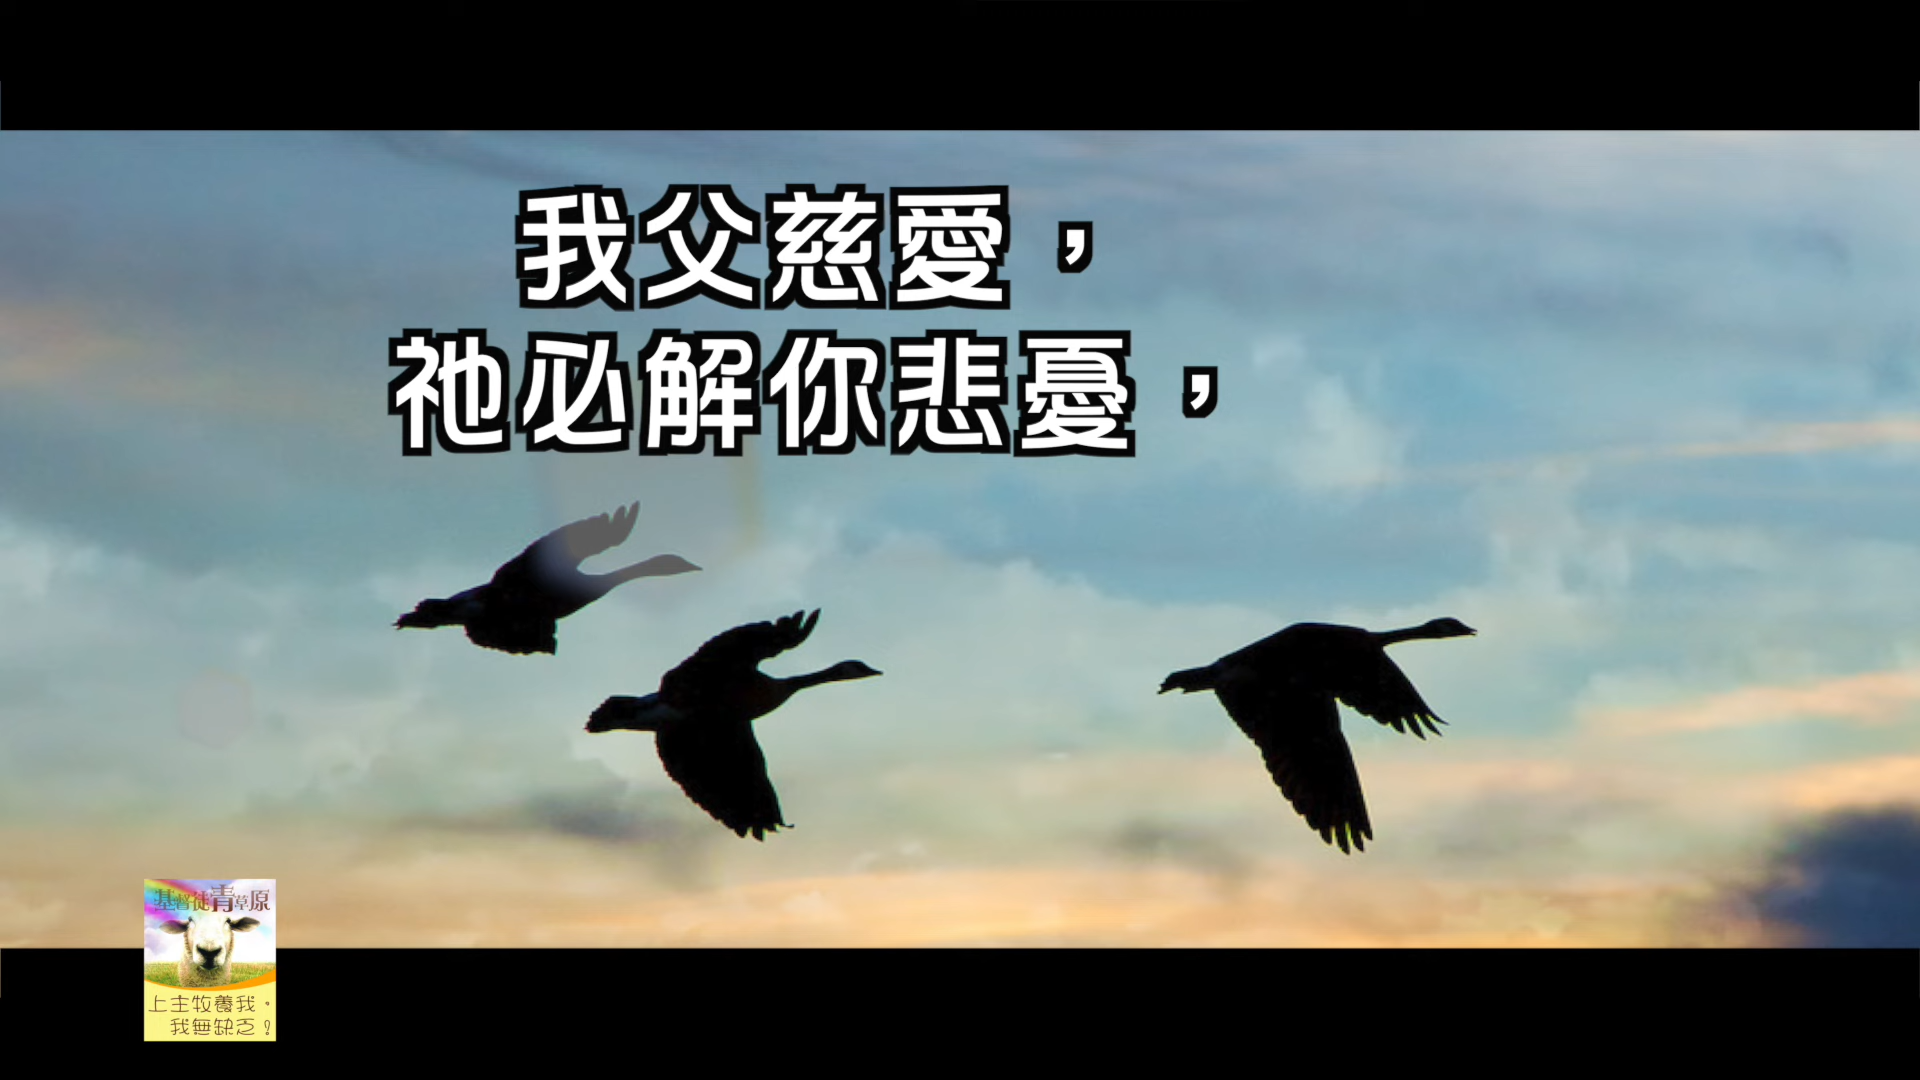 我父慈愛，
祂必解你悲憂，
基督徒青草原
上主牧養我。
我無缺乏！